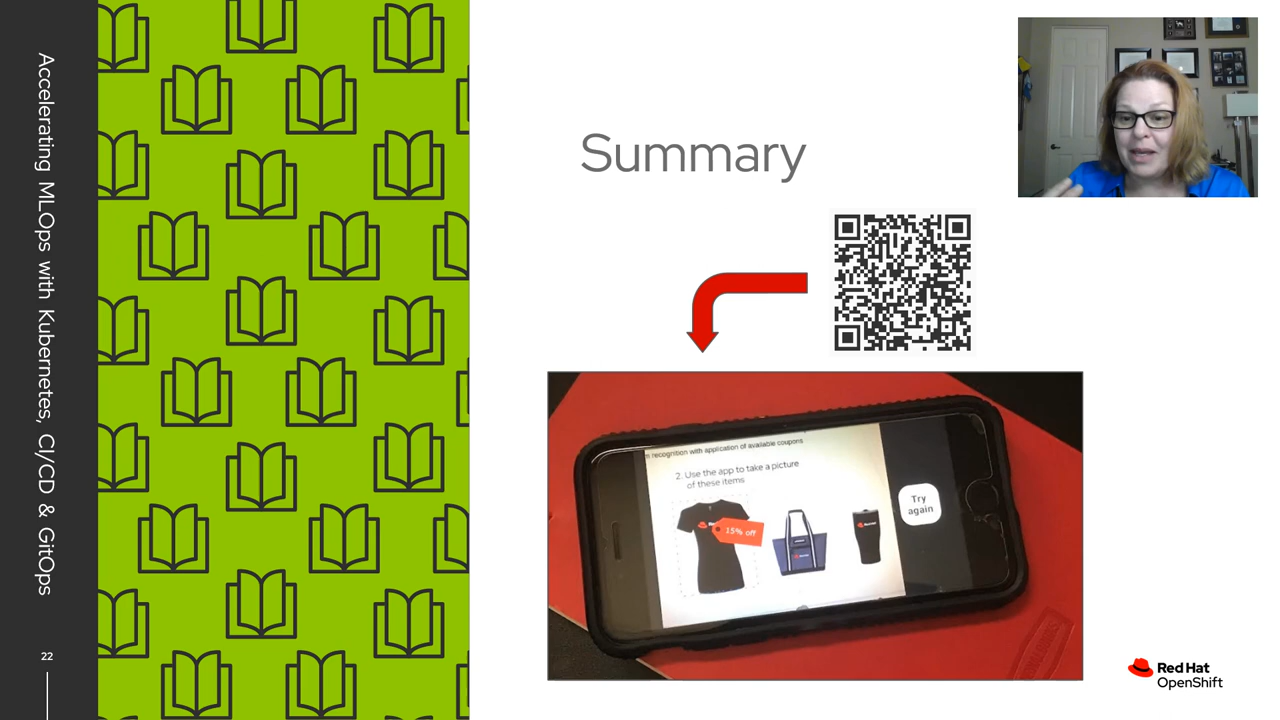 Accelerating MLOps with Kubernetes, CI/CD & GitOps
22
Summary
recognition with application of available coupons
2. Use the app to take a picture
of these items
15% off
Try
again
Red Hat
OpenShift